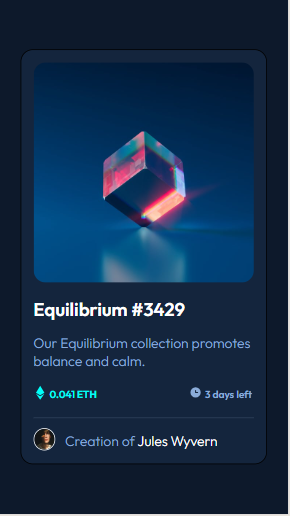 Equilibrium #3429
Our Equilibrium collection promotes
balance and calm.
0.041 ETH
3 days left
Creation of Jules Wyvern